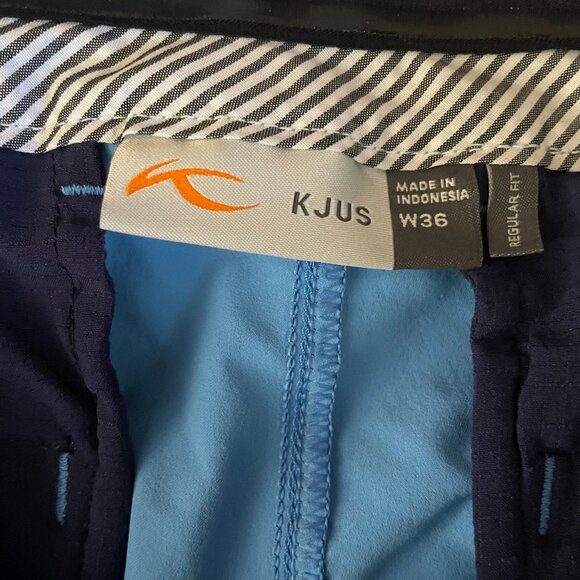 KJUS
MADE IN
INDONESIA
W36
REGULAR FIT